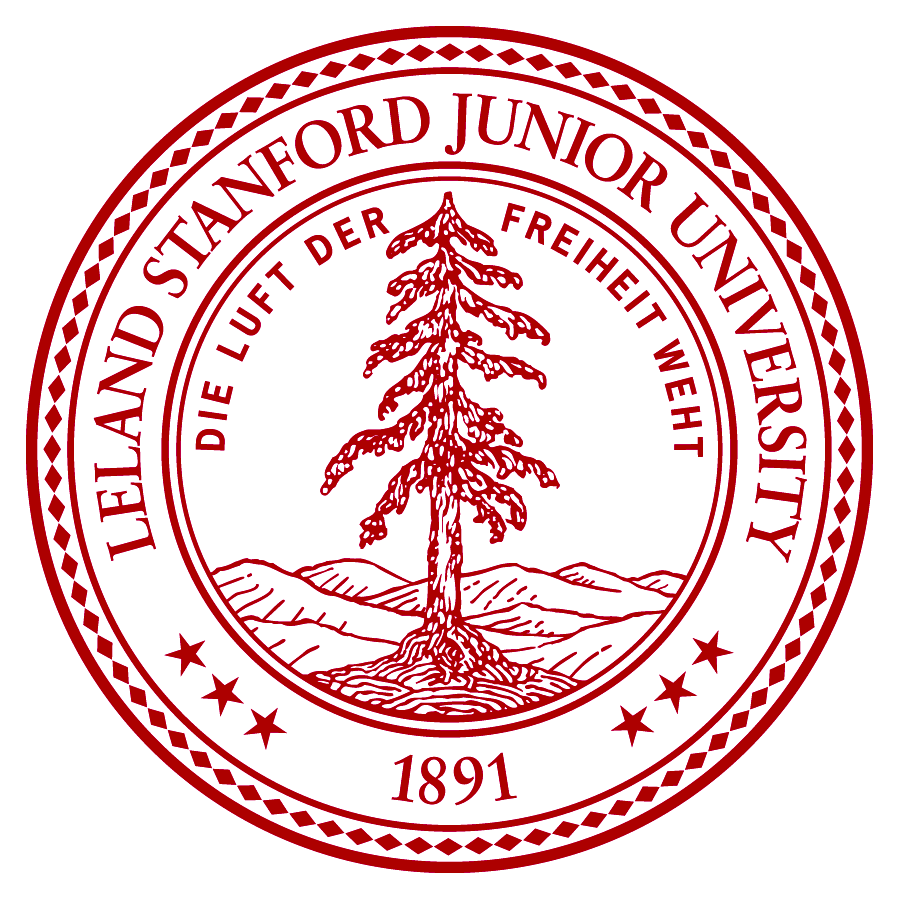 LELAND STANFORD JUNIOR UNIVERSITY
DIE LUFT DER FREIHEIT WEHT
1891